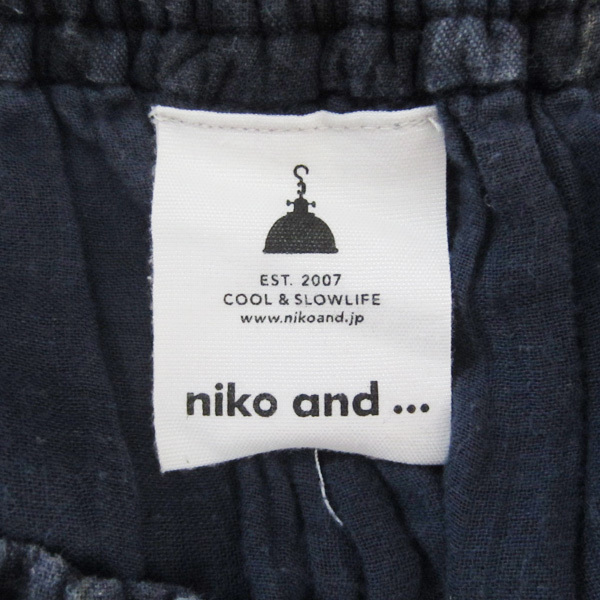 EST. 2007
COOL & SLOWLIFE
www.nikoand.jp
niko and ...